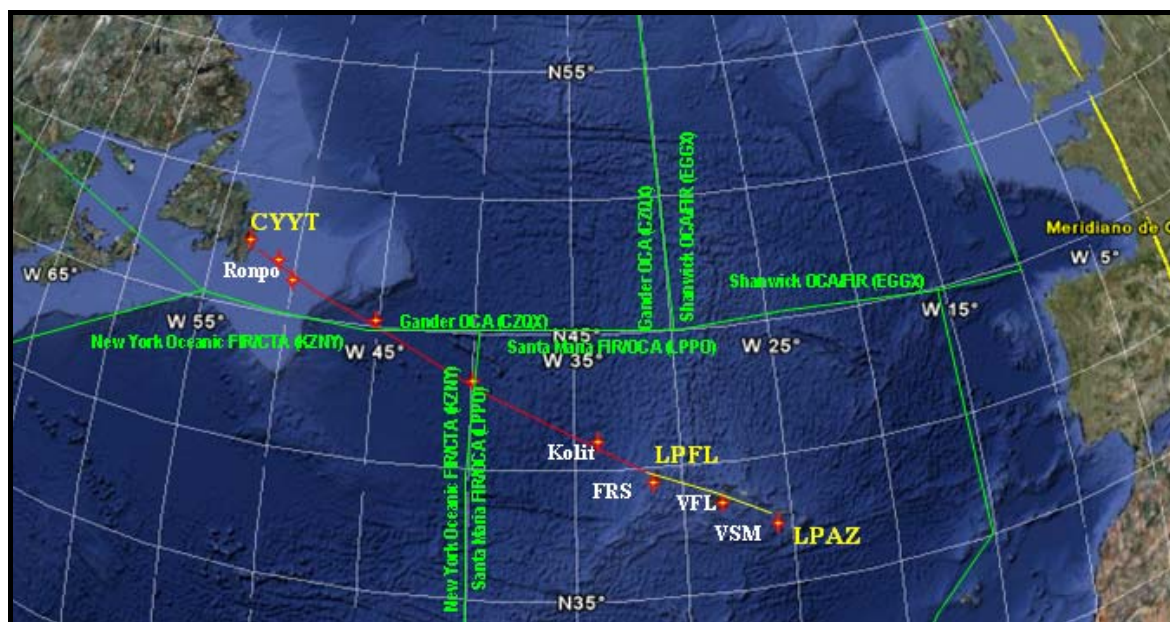 N55°
CYYT
Gander OCA (CZQX)
Shanwick OCA/FIR (EGGX)
Meridiano de
Ronpo
W 65°
W 5°
Shanwick OCA/FIR (EGGX)
W 15°
W 55°
Gander OCA (CZQX)
New York Oceanic FIR/CTA (KZNY)
N45°
Santa Maria FIR/OCA (LPPO)
W 45°
W 35°
W 25°
New York Oceanic FIR/CTA (KZNY)
Santa Maria FIR/OCA (LPPO)
Kolit
LPFL
FRS
VFL
VSM
LPAZ
N35°